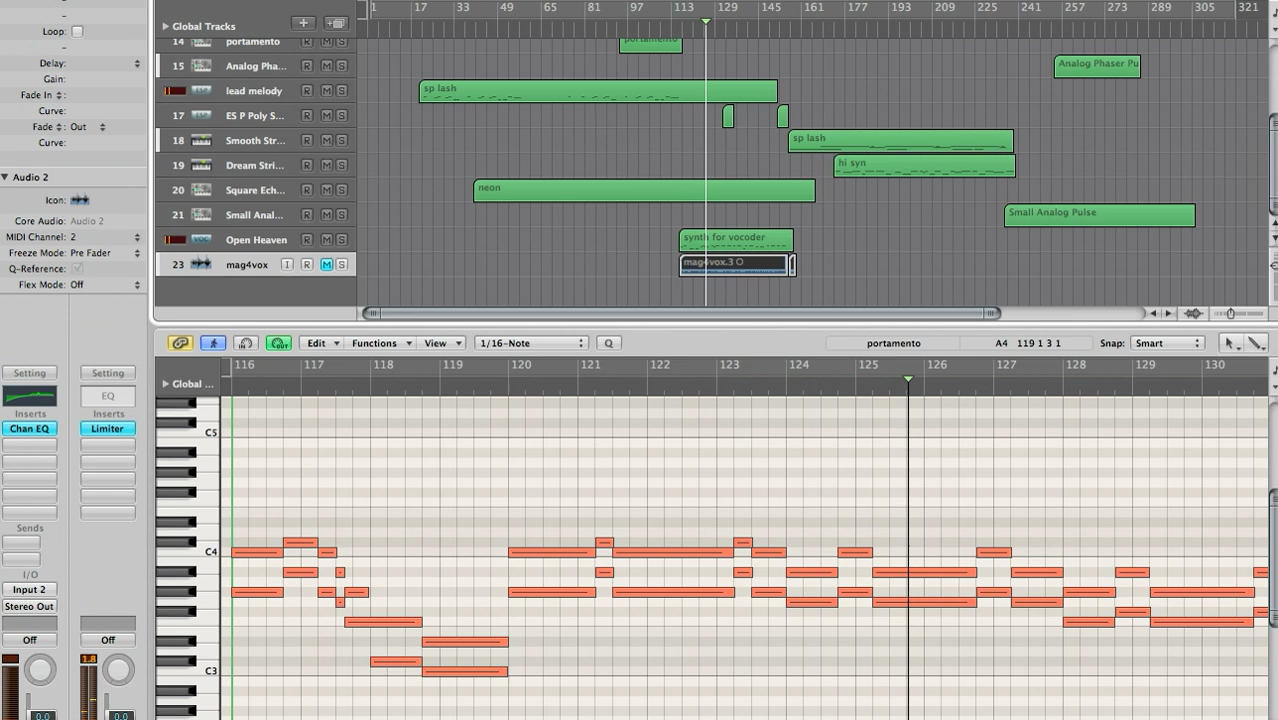 Loop:
Delay:
Gain:
Fade In:
Curve:
Fade: Out
Curve:
Audio 2
Icon:
Core Audio: Audio 2
MIDI Channel: 2
Freeze Mode: Pre Fader
Q-Reference:
Flex Mode: Off
Setting Setting
EQ
Inserts Inserts
Chan EQ Limiter
Sends
I/O
Input 2
Stereo Out
Off Off
1.8
0.0 0.0
1 17 33 49 65 81 97 113 129 145 161 177 193 209 225 241 257 273 289 305 321
Global Tracks
14 portamento R M S portamento
15 Analog Pha... R M S Analog Phaser Pu
lead melody R M S sp lash
17 ES P Poly S... R M S
18 Smooth Str... R M S sp lash
19 Dream Stri... R M S hi syn
20 Square Ech... R M S neon
21 Small Anal... R M S Small Analog Pulse
Open Heaven R M S synth for vocoder
23 mag4vox I R M S mag4vox.3
Edit Functions View 1/16-Note Q portamento A4 119 1 3 1 Snap: Smart
116 117 118 119 120 121 122 123 124 125 126 127 128 129 130
Global ...
C5
C4
C3